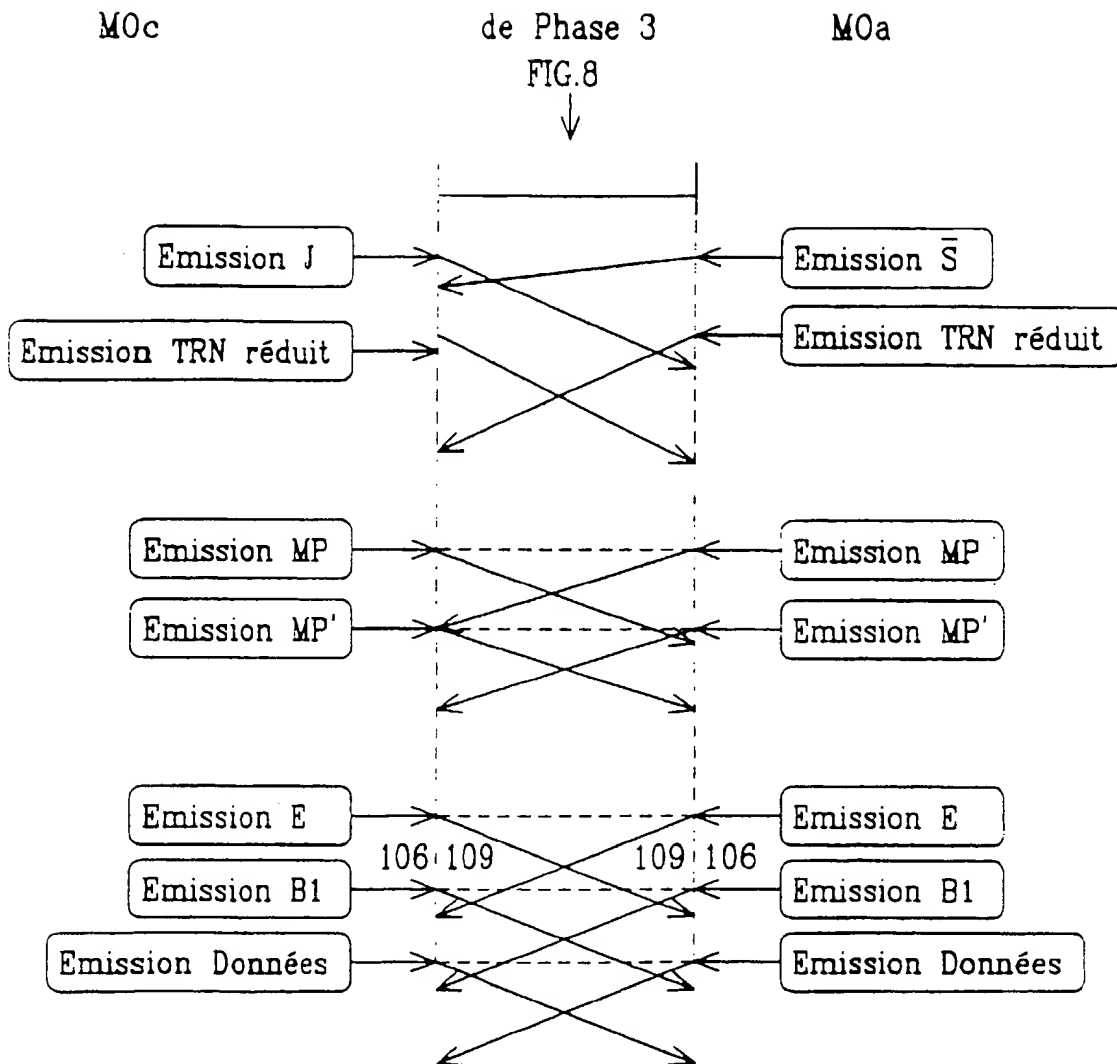 MOc de Phase 3 MOa
FIG.8
Emission J Emission S̅
Emission TRN réduit Emission TRN réduit
Emission MP Emission MP
Emission MP' Emission MP'
Emission E Emission E
106 109 109 106
Emission B1 Emission B1
Emission Données Emission Données